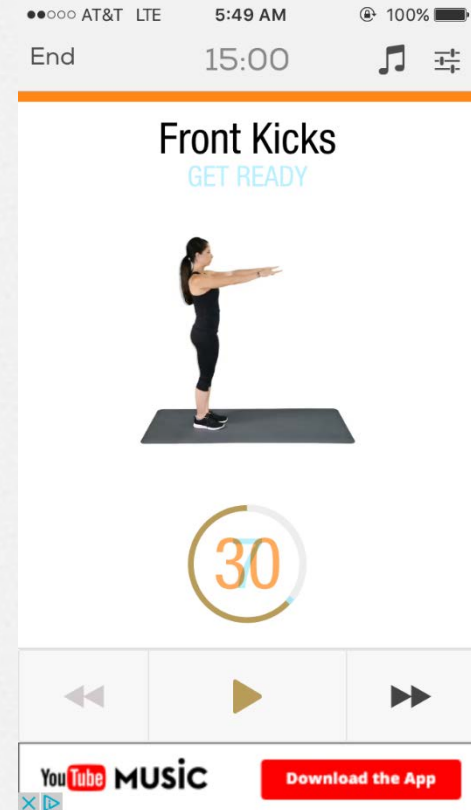 AT&T LTE 5:49 AM 100%
End 15:00
Front Kicks
GET READY
30
7
YouTube MUSIC Download the App